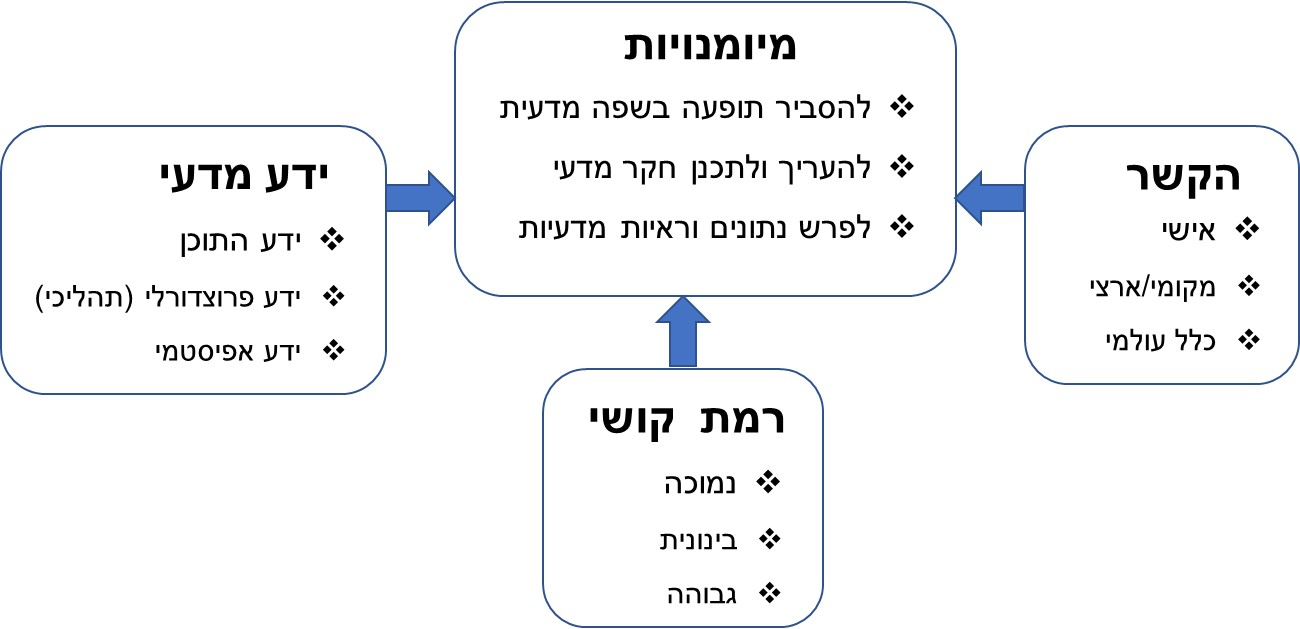 מיומנויות
❖ להסביר תופעה בשפה מדעית
❖ להעריך ולתכנן חקר מדעי
❖ לפרש נתונים וראיות מדעיות
הקשר
❖ אישי
❖ מקומי/ארצי
❖ כלל עולמי
ידע מדעי
❖ ידע התוכן
❖ ידע פרוצדורלי (תהליכי)
❖ ידע אפיסטמי
רמת קושי
❖ נמוכה
❖ בינונית
❖ גבוהה